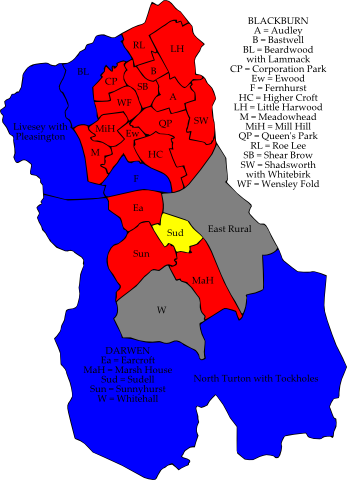 BLACKBURN
A = Audley
B = Bastwell
BL = Beardwood
with Lammack
CP = Corporation Park
Ew = Ewood
F = Fernhurst
HC = Higher Croft
LH = Little Harwood
M = Meadowhead
MiH = Mill Hill
QP = Queen's Park
RL = Roe Lee
SB = Shear Brow
SW = Shadsworth
with Whitebirk
WF = Wensley Fold
RL
LH
BL
B
CP
SB
A
WF
Livesey with
Pleasington
MiH
Ew
QP
SW
M
HC
F
Ea
Sud
East Rural
Sun
MaH
W
DARWEN
Ea = Earcroft
MaH = Marsh House
Sud = Sudell
Sun = Sunnyhurst
W = Whitehall
North Turton with Tockholes